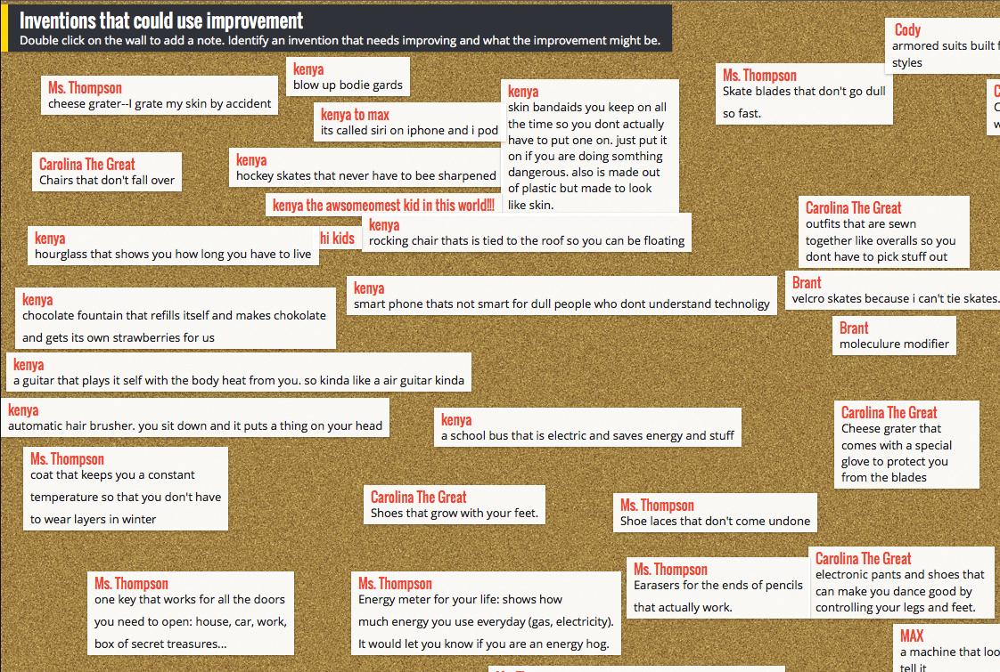 Inventions that could use improvement
Double click on the wall to add a note. Identify an invention that needs improving and what the improvement might be.
Cody
armored suits built
styles
kenya
blow up bodie gards
Ms. Thompson
Skate blades that don't go dull
so fast.
Ms. Thompson
cheese grater--I grate my skin by accident
kenya
skin bandaids you keep on all
the time so you dont actually
have to put one on. just put it
on if you are doing somthing
dangerous. also is made out
of plastic but made to look
like skin.
kenya to max
its called siri on iphone and i pod
Carolina The Great
Chairs that don't fall over
kenya
hockey skates that never have to bee sharpened
kenya the awsomeomest kid in this world!!!
Carolina The Great
outfits that are sewn
together like overalls so you
dont have to pick stuff out
kenya
rocking chair thats is tied to the roof so you can be floating
kenya
hourglass that shows you how long you have to live
hi kids
Brant
velcro skates because i can't tie skates.
kenya
smart phone thats not smart for dull people who dont understand technoligy
kenya
chocolate fountain that refills itself and makes chokolate
and gets its own strawberries for us
Brant
moleculure modifier
kenya
a guitar that plays it self with the body heat from you. so kinda like a air guitar kinda
kenya
automatic hair brusher. you sit down and it puts a thing on your head
kenya
a school bus that is electric and saves energy and stuff
Carolina The Great
Cheese grater that
comes with a special
glove to protect you
from the blades
Ms. Thompson
coat that keeps you a constant
temperature so that you don't have
to wear layers in winter
Carolina The Great
Shoes that grow with your feet.
Ms. Thompson
Shoe laces that don't come undone
Carolina The Great
electronic pants and shoes that
can make you dance good by
controlling your legs and feet.
Ms. Thompson
Earasers for the ends of pencils
that actually work.
Ms. Thompson
one key that works for all the doors
you need to open: house, car, work,
box of secret treasures...
Ms. Thompson
Energy meter for your life: shows how
much energy you use everyday (gas, electricity).
It would let you know if you are an energy hog.
MAX
a machine that
tell it